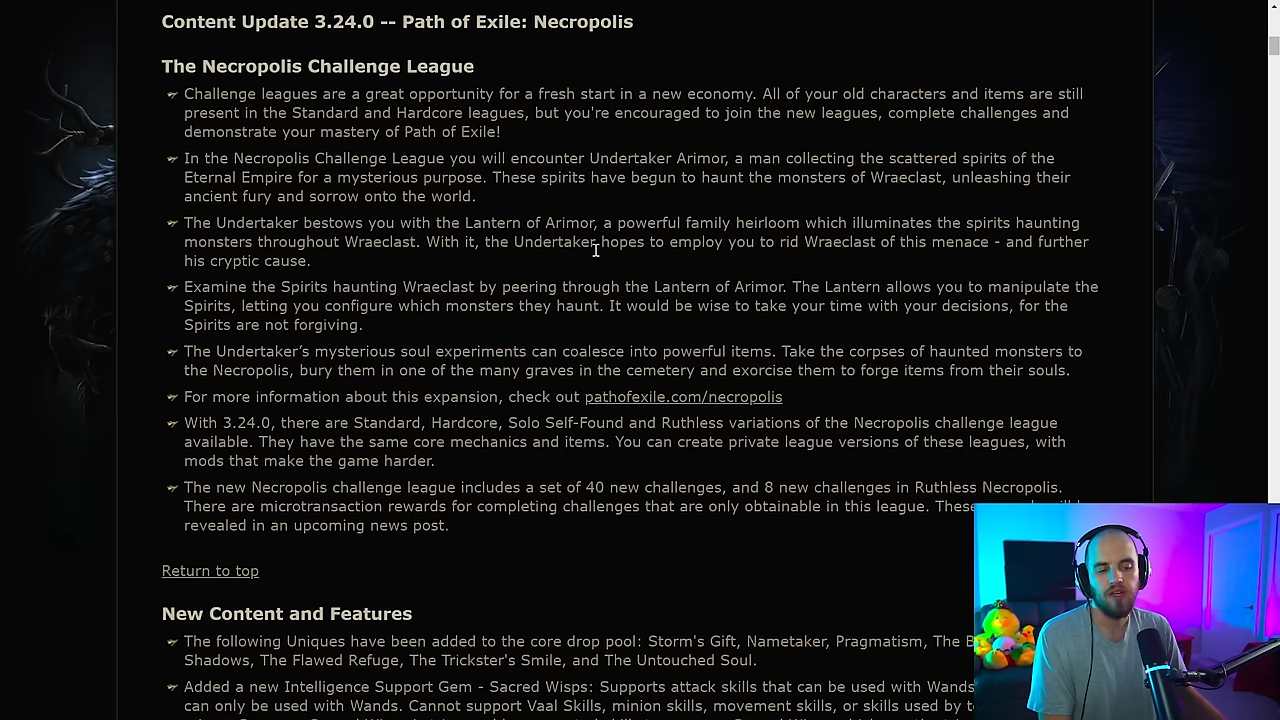 Content Update 3.24.0 -- Path of Exile: Necropolis
The Necropolis Challenge League
Challenge leagues are a great opportunity for a fresh start in a new economy. All of your old characters and items are still
present in the Standard and Hardcore leagues, but you're encouraged to join the new leagues, complete challenges and
demonstrate your mastery of Path of Exile!
In the Necropolis Challenge League you will encounter Undertaker Arimor, a man collecting the scattered spirits of the
Eternal Empire for a mysterious purpose. These spirits have begun to haunt the monsters of Wraeclast, unleashing their
ancient fury and sorrow onto the world.
The Undertaker bestows you with the Lantern of Arimor, a powerful family heirloom which illuminates the spirits haunting
monsters throughout Wraeclast. With it, the Undertaker hopes to employ you to rid Wraeclast of this menace - and further
his cryptic cause.
Examine the Spirits haunting Wraeclast by peering through the Lantern of Arimor. The Lantern allows you to manipulate the
Spirits, letting you configure which monsters they haunt. It would be wise to take your time with your decisions, for the
Spirits are not forgiving.
The Undertaker’s mysterious soul experiments can coalesce into powerful items. Take the corpses of haunted monsters to
the Necropolis, bury them in one of the many graves in the cemetery and exorcise them to forge items from their souls.
For more information about this expansion, check out pathofexile.com/necropolis
With 3.24.0, there are Standard, Hardcore, Solo Self-Found and Ruthless variations of the Necropolis challenge league
available. They have the same core mechanics and items. You can create private league versions of these leagues, with
mods that make the game harder.
The new Necropolis challenge league includes a set of 40 new challenges, and 8 new challenges in Ruthless Necropolis.
There are microtransaction rewards for completing challenges that are only obtainable in this league. These
revealed in an upcoming news post.
Return to top
New Content and Features
The following Uniques have been added to the core drop pool: Storm's Gift, Nametaker, Pragmatism, The
Shadows, The Flawed Refuge, The Trickster's Smile, and The Untouched Soul.
Added a new Intelligence Support Gem - Sacred Wisps: Supports attack skills that can be used with Wands
can only be used with Wands. Cannot support Vaal Skills, minion skills, movement skills, or skills used by